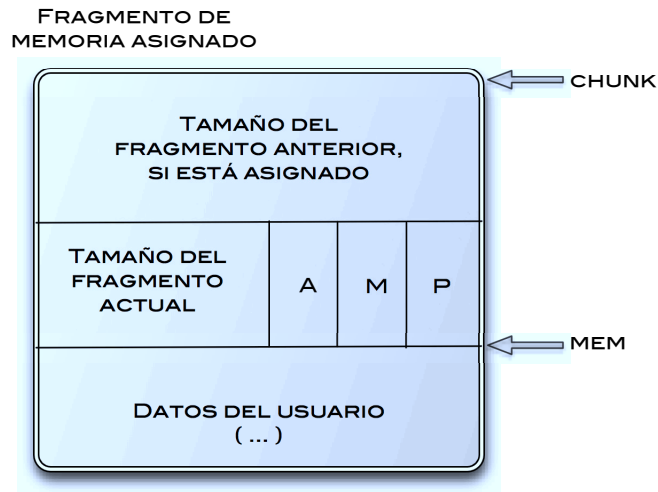 FRAGMENTO DE
MEMORIA ASIGNADO
CHUNK
TAMAÑO DEL
FRAGMENTO ANTERIOR,
SI ESTÁ ASIGNADO
TAMAÑO DEL
FRAGMENTO
ACTUAL
A
M
P
MEM
DATOS DEL USUARIO
( ... )